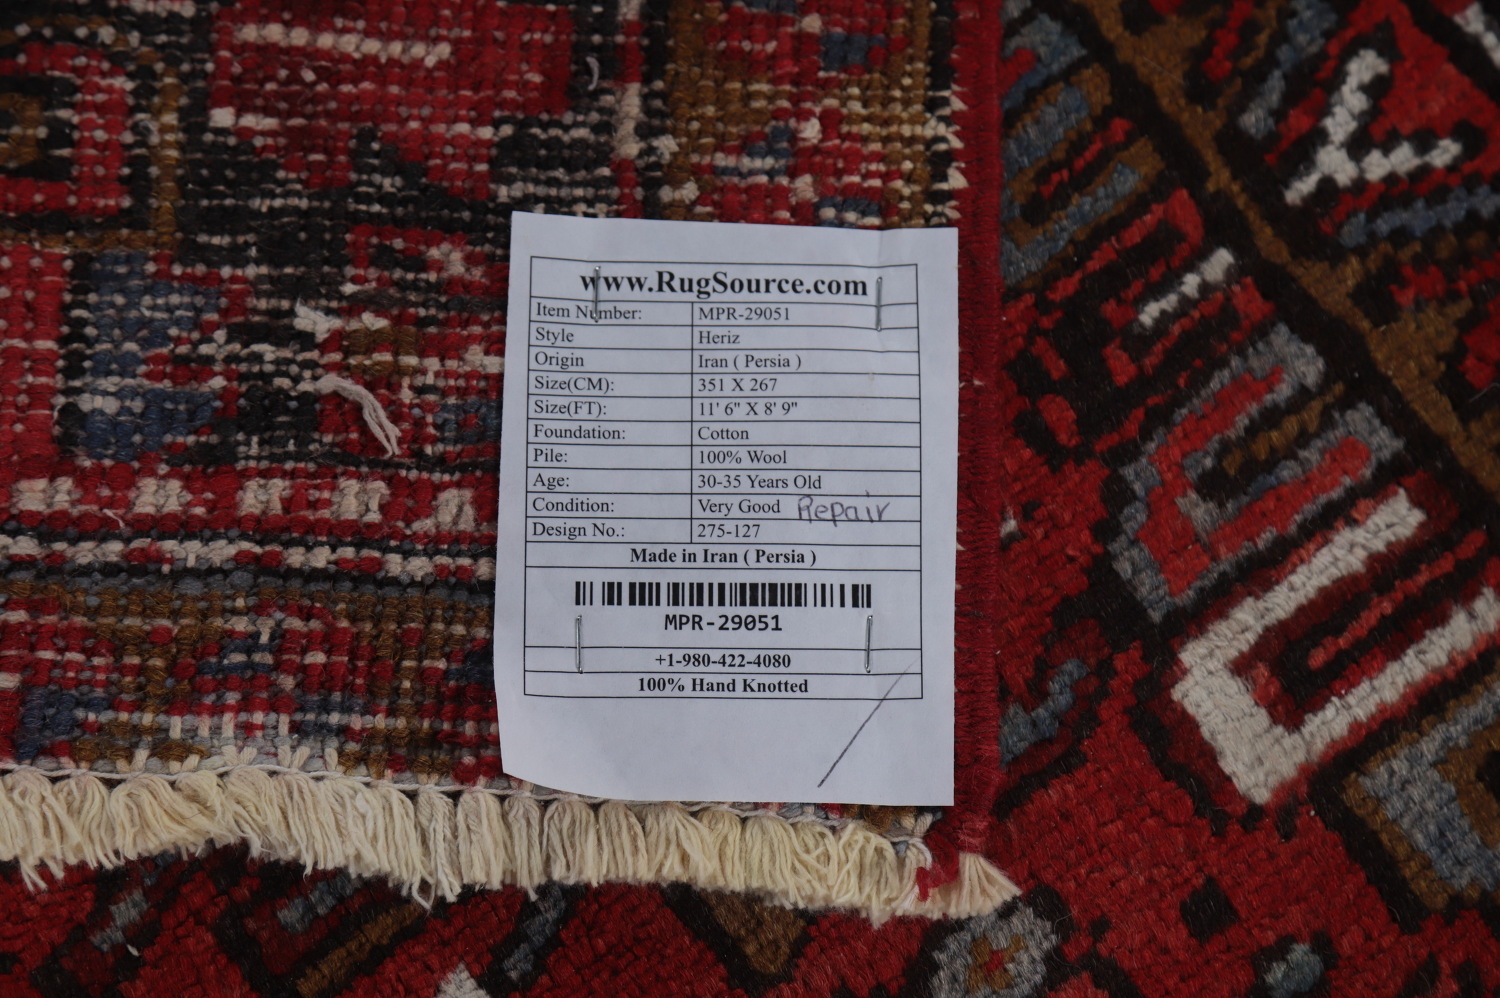 www.RugSource.com
Item Number: MPR-29051
Style Heriz
Origin Iran ( Persia )
Size(CM): 351 X 267
Size(FT): 11' 6" X 8' 9"
Foundation: Cotton
Pile: 100% Wool
Age: 30-35 Years Old
Condition: Very Good Repair
Design No.: 275-127
Made in Iran ( Persia )
MPR-29051
+1-980-422-4080
100% Hand Knotted